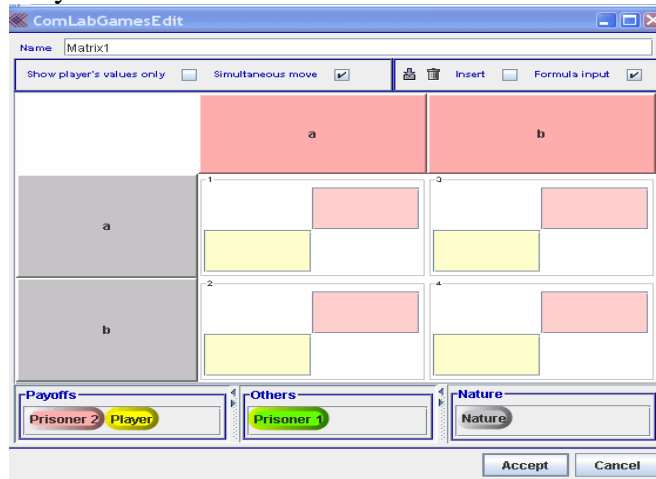 ComLabGamesEdit
Name Matrix1
Show player's values only Simultaneous move Insert Formula input
a b
1 3
a
2 4
b
Payoffs Others Nature
Prisoner 2 Player Prisoner 1 Nature
Accept Cancel